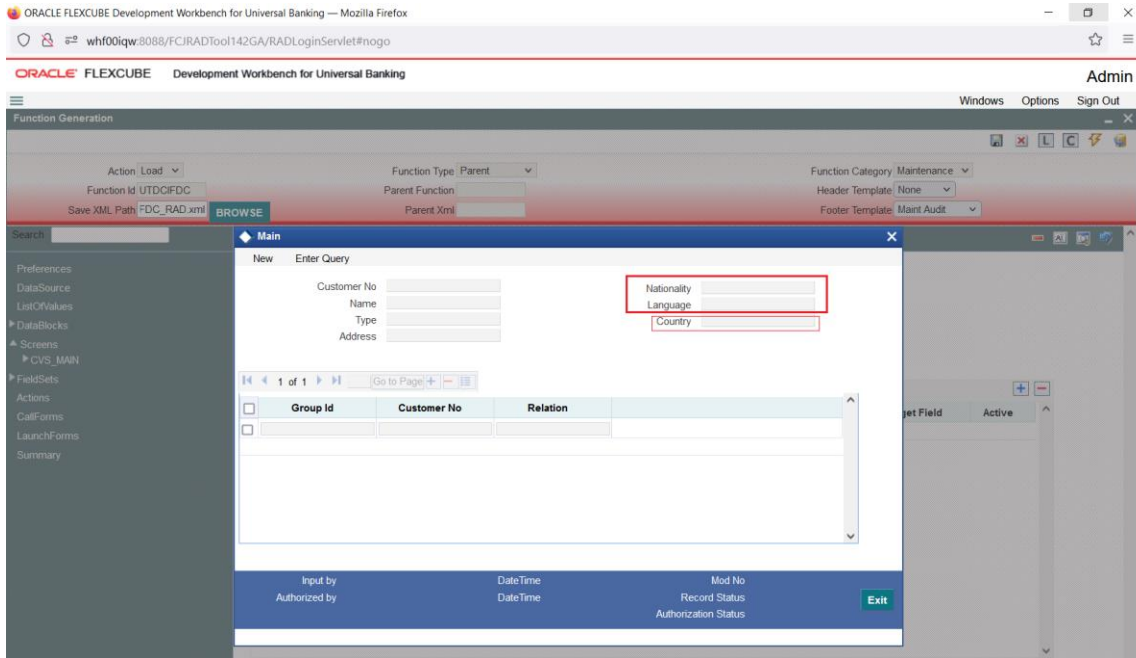 ORACLE FLEXCUBE Development Workbench for Universal Banking — Mozilla Firefox
whf00iqw:8088/FCJRADTool142GA/RADLoginServlet#nogo
ORACLE FLEXCUBE Development Workbench for Universal Banking Admin
Windows Options Sign Out
Function Generation
L C
Action Load Function Type Parent Function Category Maintenance
Function Id UTDCIFDC Parent Function Header Template None
Save XML Path FDC_RAD.xml BROWSE Parent Xml Footer Template Maint Audit
Search Main
New Enter Query
Preferences
DataSource
ListOfValues
DataBlocks
Screens
CVS_MAIN
FieldSets
Actions
CallForms
LaunchForms
Summary
Customer No Nationality
Name Language
Type Country
Address
1 of 1 Go to Page
Group Id Customer No Relation
get Field Active
Input by DateTime Mod No
Authorized by DateTime Record Status
Authorization Status
Exit